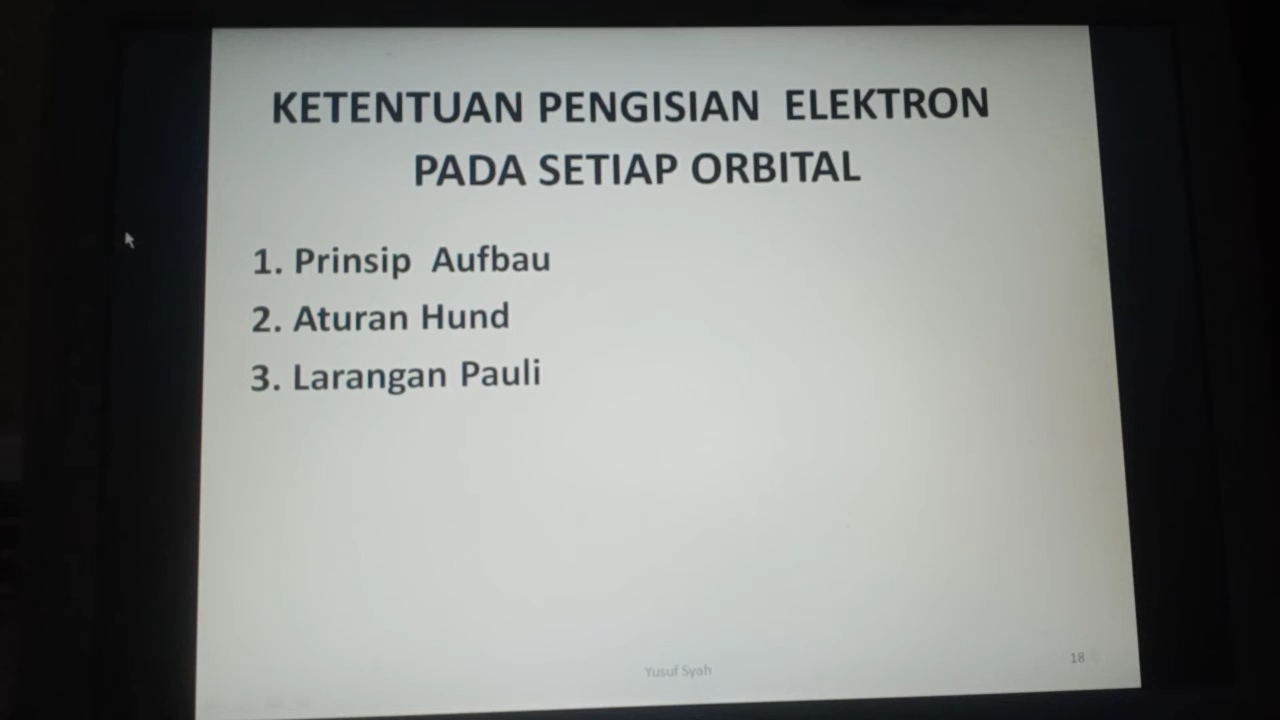 KETENTUAN PENGISIAN ELEKTRON
PADA SETIAP ORBITAL
1. Prinsip Aufbau
2. Aturan Hund
3. Larangan Pauli
Yusuf Syah
18